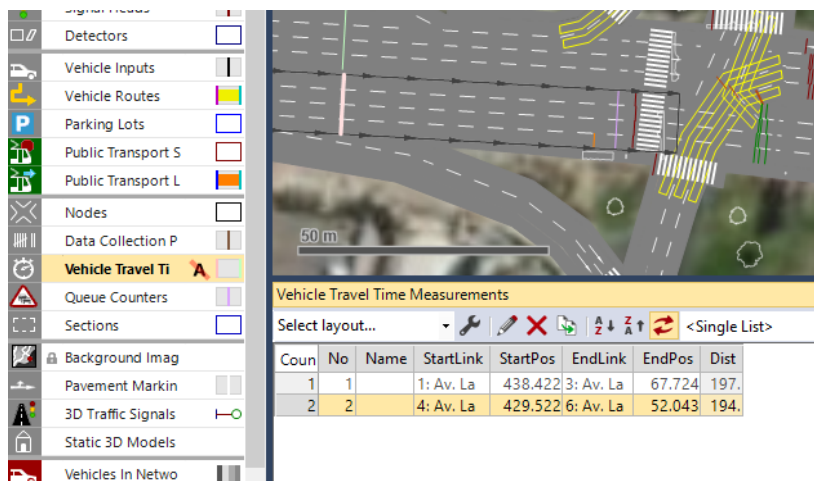 Signal Heads
Detectors
Vehicle Inputs
Vehicle Routes
P Parking Lots
Public Transport S
Public Transport L
Nodes
Data Collection P
Vehicle Travel Ti A
Queue Counters
Sections
Background Imag
Pavement Markin
3D Traffic Signals
Static 3D Models
Vehicles In Netwo
50 m
Vehicle Travel Time Measurements
Select layout... <Single List>
Coun No Name StartLink StartPos EndLink EndPos Dist
1 1 1: Av. La 438.422 3: Av. La 67.724 197.
2 2 4: Av. La 429.522 6: Av. La 52.043 194.